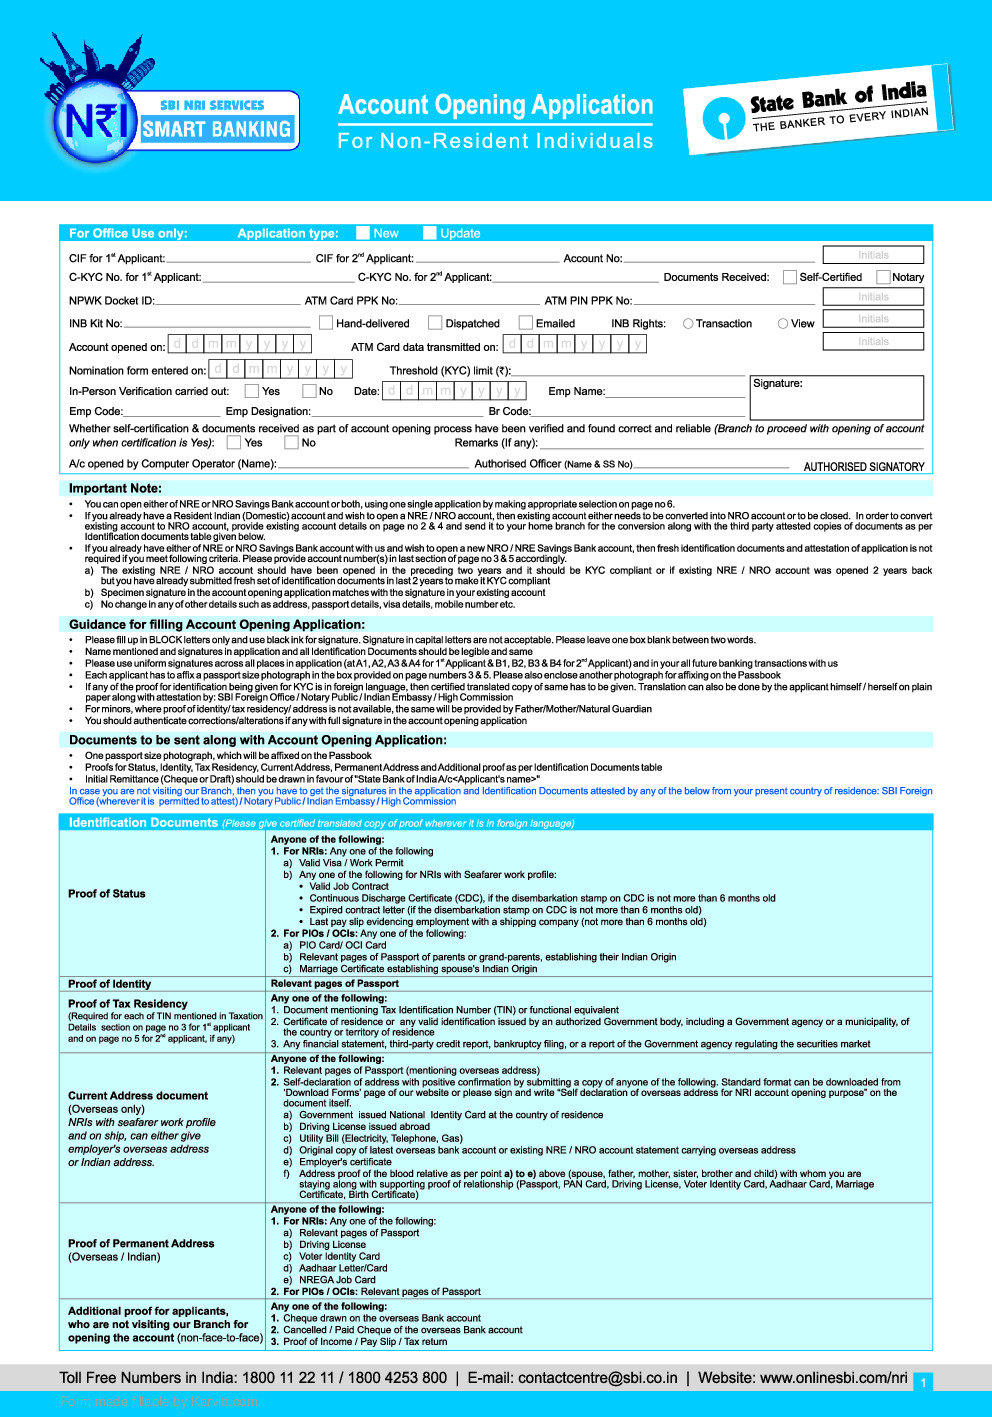 NR₹I
SBI NRI SERVICES
SMART BANKING
Account Opening Application
For Non-Resident Individuals
State Bank of India
THE BANKER TO EVERY INDIAN
For Office Use only: Application type: New Update
CIF for 1st Applicant: CIF for 2nd Applicant: Account No: Initials
C-KYC No. for 1st Applicant: C-KYC No. for 2nd Applicant: Documents Received: Self-Certified Notary
NPWK Docket ID: ATM Card PPK No: ATM PIN PPK No: Initials
INB Kit No: Hand-delivered Dispatched Emailed INB Rights: Transaction View Initials
Account opened on: d d m m y y y y ATM Card data transmitted on: d d m m y y y y Initials
Nomination form entered on: d d m m y y y y Threshold (KYC) limit (₹):
In-Person Verification carried out: Yes No Date: d d m m y y y y Emp Name: Signature:
Emp Code: Emp Designation: Br Code:
Whether self-certification & documents received as part of account opening process have been verified and found correct and reliable (Branch to proceed with opening of account
only when certification is Yes): Yes No Remarks (If any):
A/c opened by Computer Operator (Name): Authorised Officer (Name & SS No) AUTHORISED SIGNATORY
Important Note:
• You can open either of NRE or NRO Savings Bank account or both, using one single application by making appropriate selection on page no 6.
• If you already have a Resident Indian (Domestic) account and wish to open a NRE / NRO account, then existing account either needs to be converted into NRO account or to be closed. In order to convert
existing account to NRO account, provide existing account details on page no 2 & 4 and send it to your home branch for the conversion along with the third party attested copies of documents as per
Identification documents table given below.
• If you already have either of NRE or NRO Savings Bank account with us and wish to open a new NRO / NRE Savings Bank account, then fresh identification documents and attestation of application is not
required if you meet following criteria. Please provide account number(s) in last section of page no 3 & 5 accordingly.
a) The existing NRE / NRO account should have been opened in the preceding two years and it should be KYC compliant or if existing NRE / NRO account was opened 2 years back
but you have already submitted fresh set of identification documents in last 2 years to make it KYC compliant
b) Specimen signature in the account opening application matches with the signature in your existing account
c) No change in any of other details such as address, passport details, visa details, mobile number etc.
Guidance for filling Account Opening Application:
• Please fill up in BLOCK letters only and use black ink for signature. Signature in capital letters are not acceptable. Please leave one box blank between two words.
• Name mentioned and signatures in application and all Identification Documents should be legible and same
• Please use uniform signatures across all places in application (at A1, A2, A3 & A4 for 1st Applicant & B1, B2, B3 & B4 for 2nd Applicant) and in your all future banking transactions with us
• Each applicant has to affix a passport size photograph in the box provided on page numbers 3 & 5. Please also enclose another photograph for affixing on the Passbook
• If any of the proof for identification being given for KYC is in foreign language, then certified translated copy of same has to be given. Translation can also be done by the applicant himself / herself on plain
paper along with attestation by: SBI Foreign Office / Notary Public / Indian Embassy / High Commission
• For minors, where proof of identity/ tax residency/ address is not available, the same will be provided by Father/Mother/Natural Guardian
• You should authenticate corrections/alterations if any with full signature in the account opening application
Documents to be sent along with Account Opening Application:
• One passport size photograph, which will be affixed on the Passbook
• Proofs for Status, Identity, Tax Residency, Current Address, Permanent Address and Additional proof as per Identification Documents table
• Initial Remittance (Cheque or Draft) should be drawn in favour of "State Bank of India A/c<Applicant's name>"
In case you are not visiting our Branch, then you have to get the signatures in the application and Identification Documents attested by any of the below from your present country of residence: SBI Foreign
Office (wherever it is permitted to attest) / Notary Public / Indian Embassy / High Commission
Identification Documents (Please give certified translated copy of proof wherever it is in foreign language)
Proof of Status
Anyone of the following:
1. For NRIs: Any one of the following
a) Valid Visa / Work Permit
b) Any one of the following for NRIs with Seafarer work profile:
• Valid Job Contract
• Continuous Discharge Certificate (CDC), if the disembarkation stamp on CDC is not more than 6 months old
• Expired contract letter (if the disembarkation stamp on CDC is not more than 6 months old)
• Last pay slip evidencing employment with a shipping company (not more than 6 months old)
2. For PIOs / OCIs: Any one of the following:
a) PIO Card/ OCI Card
b) Relevant pages of Passport of parents or grand-parents, establishing their Indian Origin
c) Marriage Certificate establishing spouse's Indian Origin
Proof of Identity
Relevant pages of Passport
Proof of Tax Residency
(Required for each of TIN mentioned in Taxation
Details section on page no 3 for 1st applicant
and on page no 5 for 2nd applicant, if any)
Any one of the following:
1. Document mentioning Tax Identification Number (TIN) or functional equivalent
2. Certificate of residence or any valid identification issued by an authorized Government body, including a Government agency or a municipality, of
the country or territory of residence
3. Any financial statement, third-party credit report, bankruptcy filing, or a report of the Government agency regulating the securities market
Current Address document
(Overseas only)
NRIs with seafarer work profile
and on ship, can either give
employer's overseas address
or Indian address.
Anyone of the following:
1. Relevant pages of Passport (mentioning overseas address)
2. Self-declaration of address with positive confirmation by submitting a copy of anyone of the following. Standard format can be downloaded from
'Download Forms' page of our website or please sign and write "Self declaration of overseas address for NRI account opening purpose" on the
document itself.
a) Government issued National Identity Card at the country of residence
b) Driving License issued abroad
c) Utility Bill (Electricity, Telephone, Gas)
d) Original copy of latest overseas bank account or existing NRE / NRO account statement carrying overseas address
e) Employer's certificate
f) Address proof of the blood relative as per point a) to e) above (spouse, father, mother, sister, brother and child) with whom you are
staying along with supporting proof of relationship (Passport, PAN Card, Driving License, Voter Identity Card, Aadhaar Card, Marriage
Certificate, Birth Certificate)
Proof of Permanent Address
(Overseas / Indian)
Anyone of the following:
1. For NRIs: Any one of the following:
a) Relevant pages of Passport
b) Driving License
c) Voter Identity Card
d) Aadhaar Letter/Card
e) NREGA Job Card
2. For PIOs / OCIs: Relevant pages of Passport
Additional proof for applicants,
who are not visiting our Branch for
opening the account (non-face-to-face)
Any one of the following:
1. Cheque drawn on the overseas Bank account
2. Cancelled / Paid Cheque of the overseas Bank account
3. Proof of Income / Pay Slip / Tax return
Toll Free Numbers in India: 1800 11 22 11 / 1800 4253 800 | E-mail: contactcentre@sbi.co.in | Website: www.onlinesbi.com/nri 1
Form made fillable by Karvitt.com